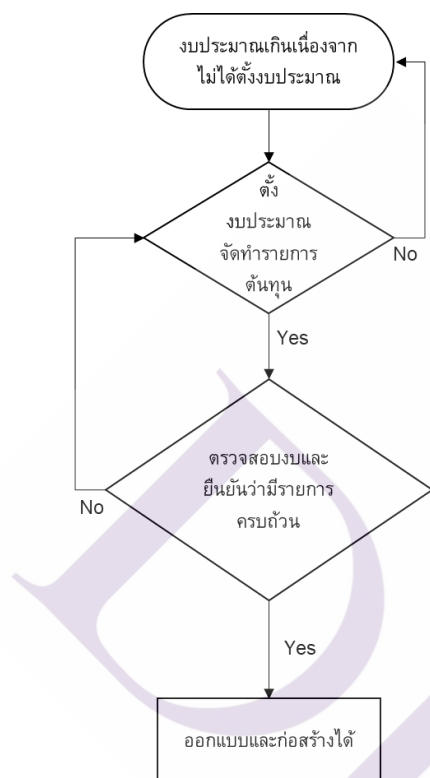 งบประมาณเกินเนื่องจาก
ไม่ได้ตั้งงบประมาณ
ตั้ง
งบประมาณ
จัดทำรายการ
ต้นทุน
No
Yes
ตรวจสอบงบและ
ยืนยันว่ามีรายการ
ครบถ้วน
No
Yes
ออกแบบและก่อสร้างได้